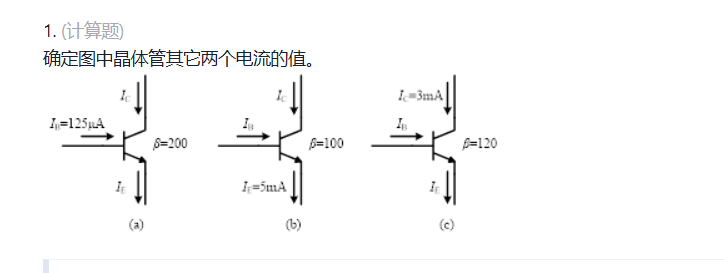 1. (计算题)
确定图中晶体管其它两个电流的值。
I_C I_C I_C=3mA
I_B=125μA I_B I_B
β=200 β=100 β=120
I_E I_E=5mA I_E
(a) (b) (c)